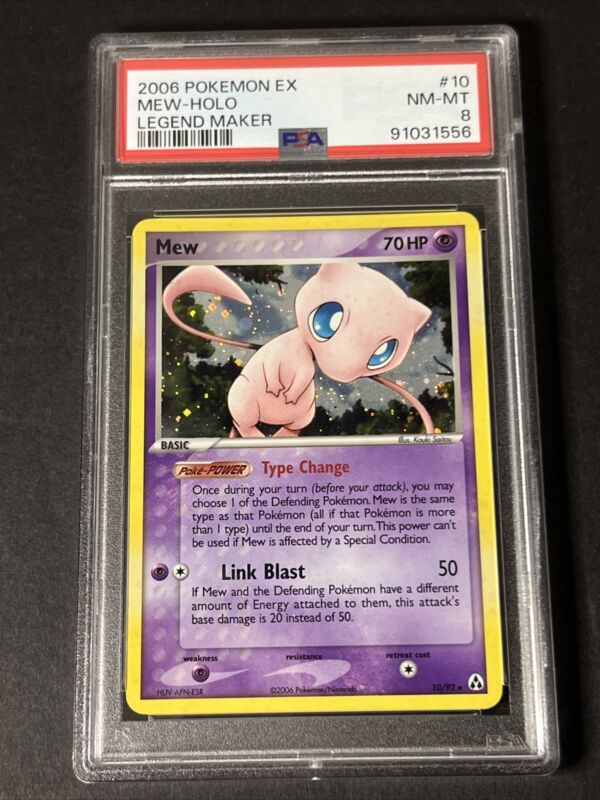 2006 POKEMON EX #10
MEW-HOLO NM-MT
LEGEND MAKER 8
PSA 91031556
Mew 70 HP
BASIC Illus. Kouki Saitou
Poké-POWER Type Change
Once during your turn (before your attack), you may
choose 1 of the Defending Pokémon. Mew is the same
type as that Pokémon (all if that Pokémon is more
than 1 type) until the end of your turn. This power can't
be used if Mew is affected by a Special Condition.
Link Blast 50
If Mew and the Defending Pokémon have a different
amount of Energy attached to them, this attack's
base damage is 20 instead of 50.
weakness resistance retreat cost
HUV-AFN-ESR ©2006 Pokémon/Nintendo 10/92 ★